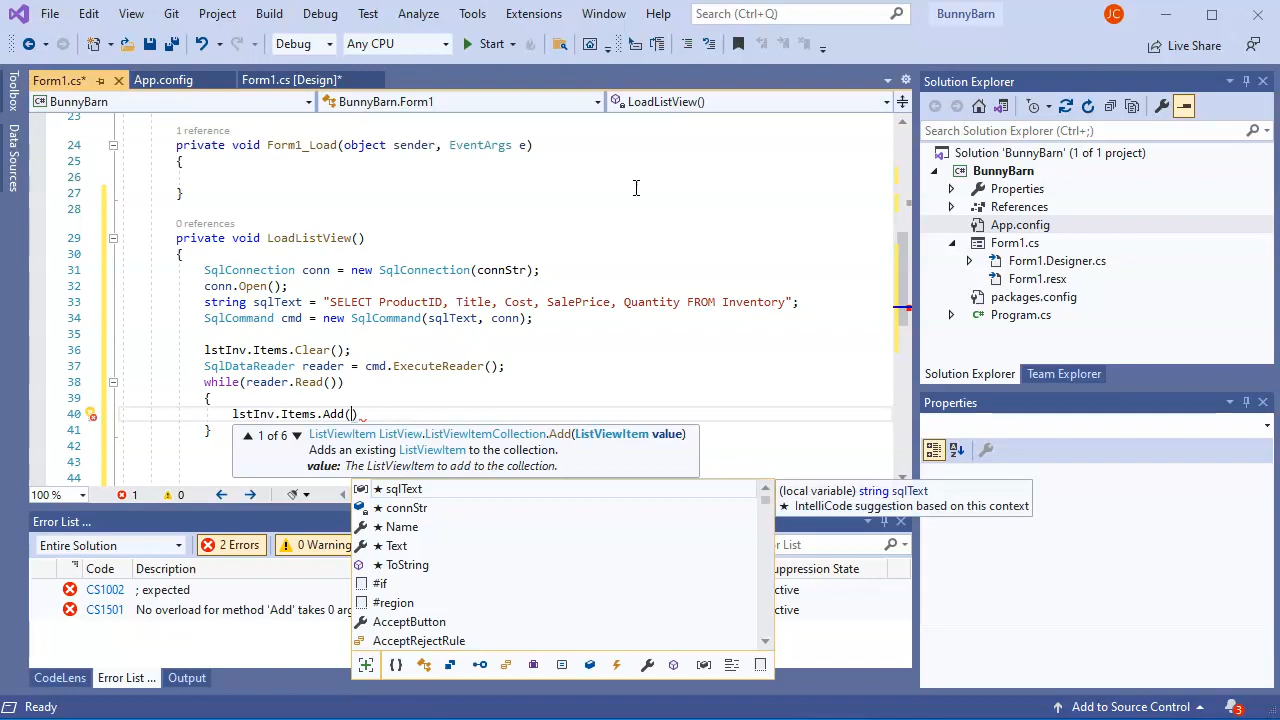 File Edit View Git Project Build Debug Test Analyze Tools Extensions Window Help Search (Ctrl+Q) BunnyBarn JC
Debug Any CPU Start Live Share
Form1.cs* App.config Form1.cs [Design]*
BunnyBarn BunnyBarn.Form1 LoadListView()
Toolbox
Data Sources
23
1 reference
24 private void Form1_Load(object sender, EventArgs e)
25 {
26
27 }
28
0 references
29 private void LoadListView()
30 {
31 SqlConnection conn = new SqlConnection(connStr);
32 conn.Open();
33 string sqlText = "SELECT ProductID, Title, Cost, SalePrice, Quantity FROM Inventory";
34 SqlCommand cmd = new SqlCommand(sqlText, conn);
35
36 lstInv.Items.Clear();
37 SqlDataReader reader = cmd.ExecuteReader();
38 while(reader.Read())
39 {
40 lstInv.Items.Add()
41 }
42
43
44
1 of 6 ListViewItem ListView.ListViewItemCollection.Add(ListViewItem value)
Adds an existing ListViewItem to the collection.
value: The ListViewItem to add to the collection.
★ sqlText
★ connStr
★ Name
★ Text
★ ToString
#if
#region
AcceptButton
AcceptRejectRule
(local variable) string sqlText
★ IntelliCode suggestion based on this context
100 % 1 0
Error List ...
Entire Solution 2 Errors 0 Warning
Code Description
CS1002 ; expected
CS1501 No overload for method 'Add' takes 0
CodeLens Error List ... Output
Ready Add to Source Control 3
Solution Explorer
Search Solution Explorer (Ctrl+;)
Solution 'BunnyBarn' (1 of 1 project)
BunnyBarn
Properties
References
App.config
Form1.cs
Form1.Designer.cs
Form1.resx
packages.config
Program.cs
Solution Explorer Team Explorer
Properties